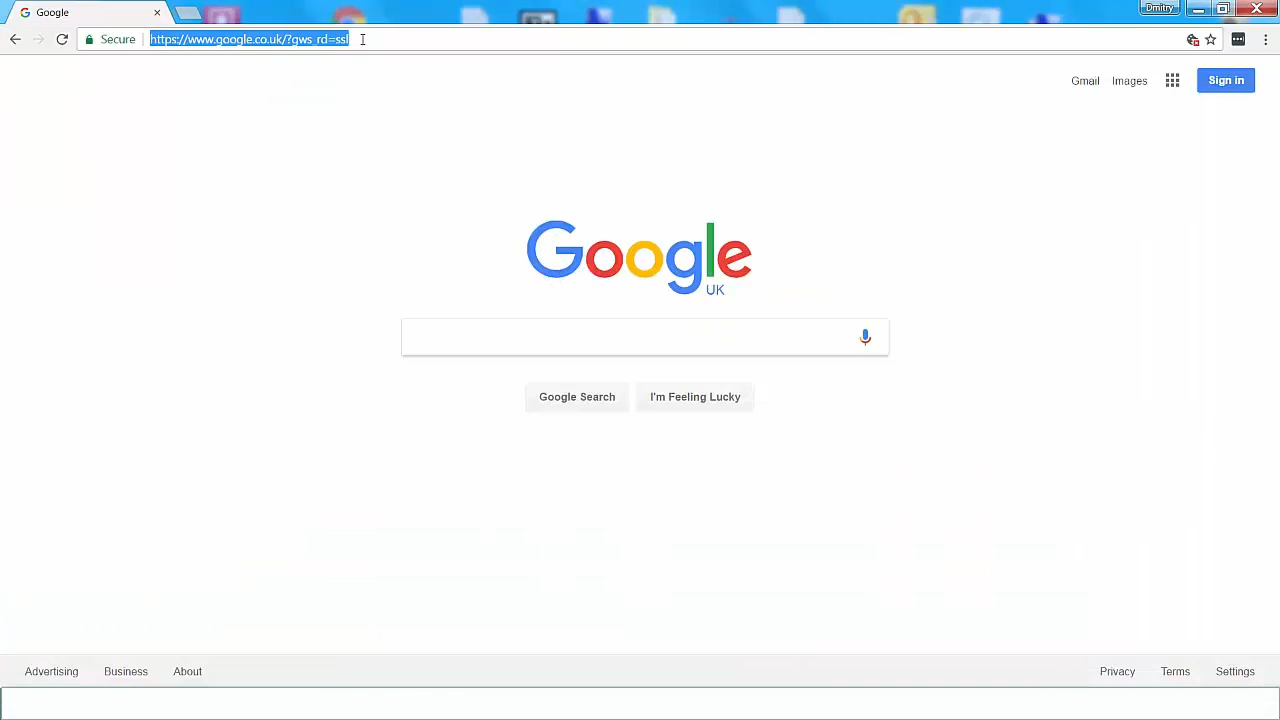 Google
Dmitry
Secure
https://www.google.co.uk/?gws_rd=ssl
Gmail
Images
Sign in
Google
UK
Google Search
I'm Feeling Lucky
Advertising
Business
About
Privacy
Terms
Settings